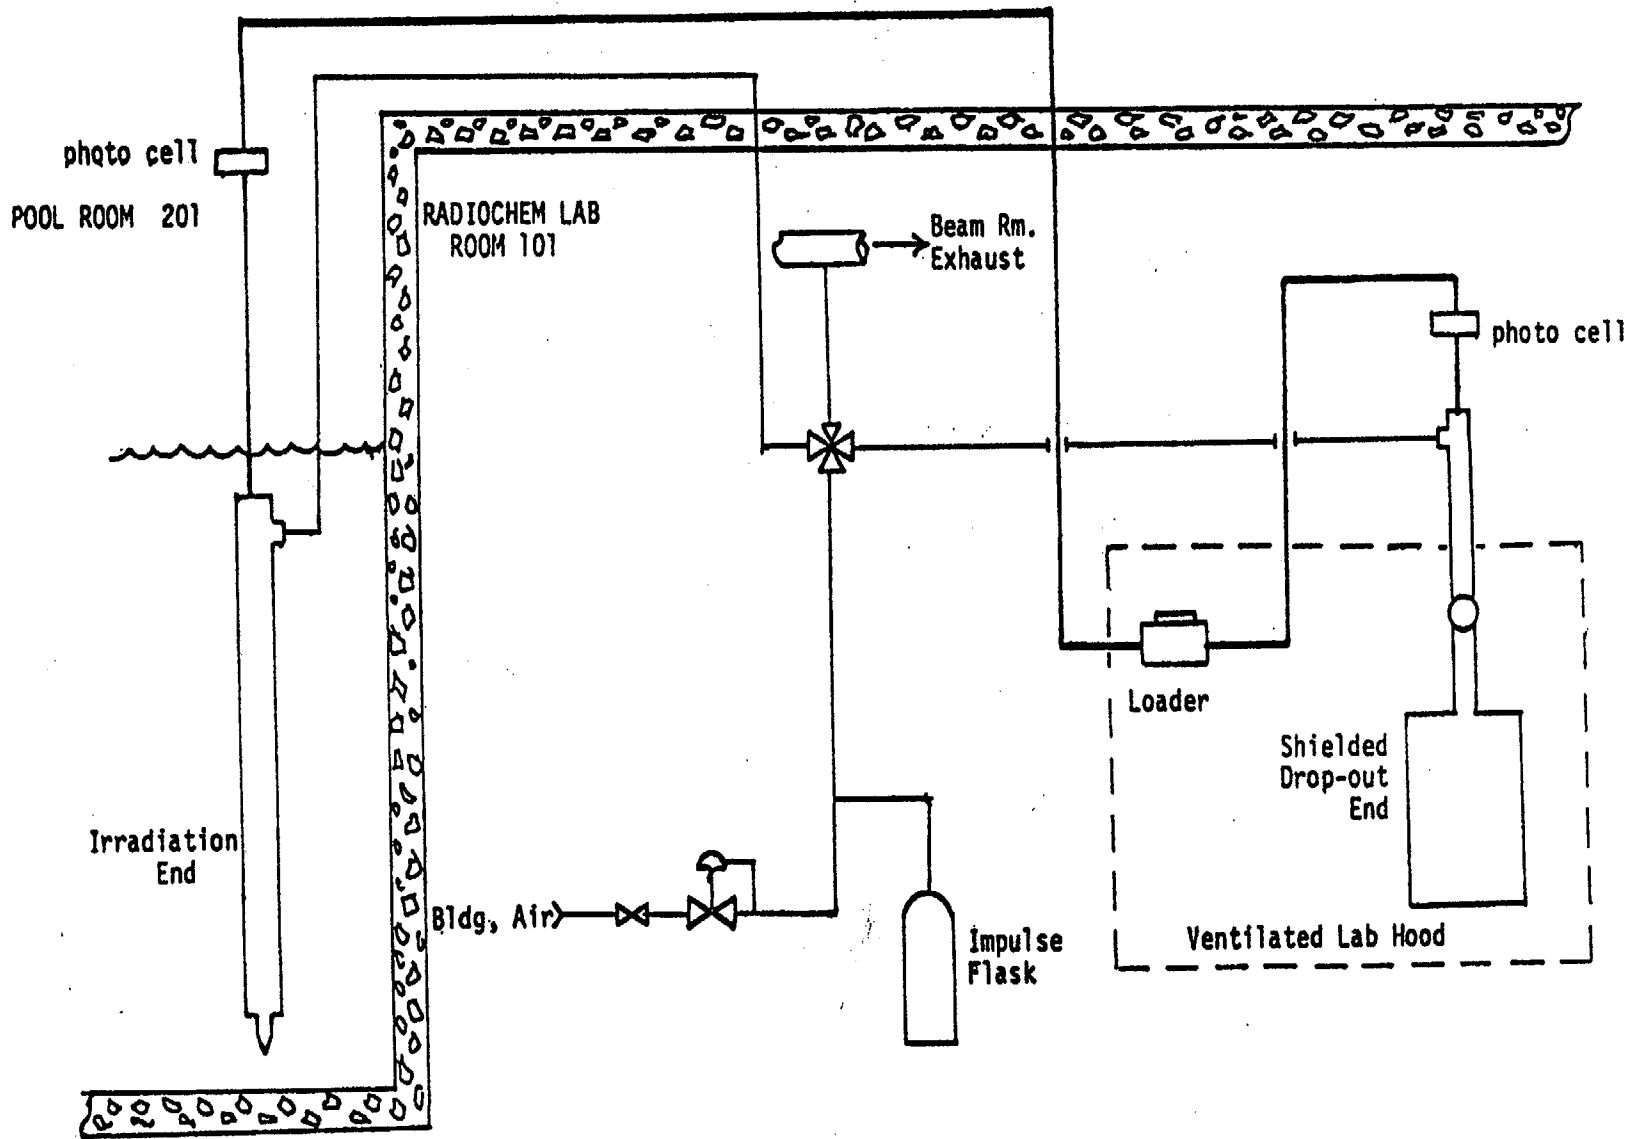 photo cell
POOL ROOM 201
RADIOCHEM LAB
ROOM 101
Beam Rm.
Exhaust
photo cell
Loader
Shielded
Drop-out
End
Irradiation
End
Bldg, Air
Impulse
Flask
Ventilated Lab Hood